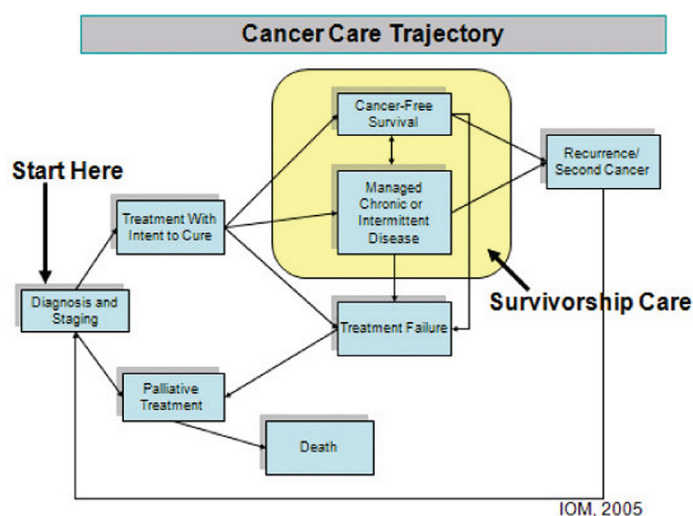 Cancer Care Trajectory
Cancer-Free
Survival
Recurrence/
Second Cancer
Start Here
Managed
Chronic or
Intermittent
Disease
Treatment With
Intent to Cure
Diagnosis and
Staging
Survivorship Care
Treatment Failure
Palliative
Treatment
Death
IOM, 2005